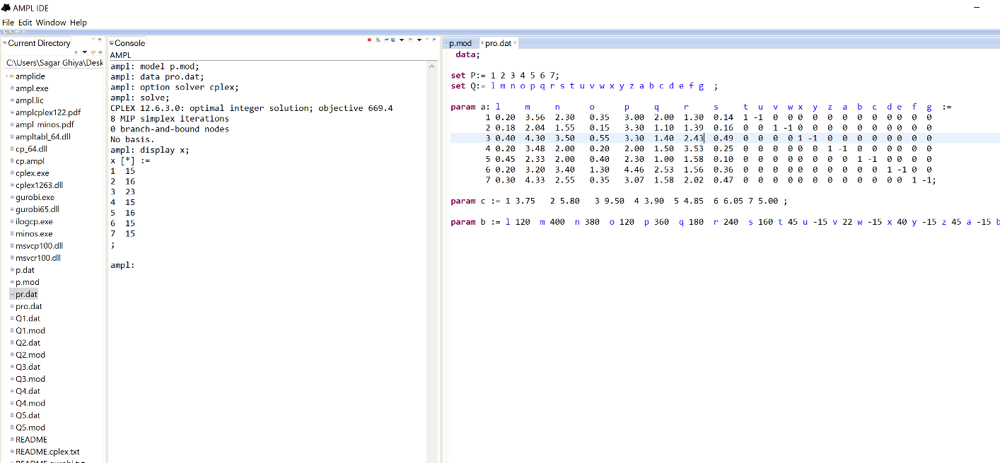 AMPL IDE
File Edit Window Help
Current Directory
C:\Users\Sagar Ghiya\Desk
amplide
ampl.exe
ampl.lic
amplcplex122.pdf
ampl_minos.pdf
ampltabl_64.dll
cp_64.dll
cp.ampl
cplex.exe
cplex1263.dll
gurobi.exe
gurobi65.dll
ilogcp.exe
minos.exe
msvcp100.dll
msvcr100.dll
p.dat
p.mod
pr.dat
pro.dat
Q1.dat
Q1.mod
Q2.dat
Q2.mod
Q3.dat
Q3.mod
Q4.dat
Q4.mod
Q5.dat
Q5.mod
README
README.cplex.txt
README.gurobi.txt
Console
AMPL
ampl: model p.mod;
ampl: data pro.dat;
ampl: option solver cplex;
ampl: solve;
CPLEX 12.6.3.0: optimal integer solution; objective 669.4
8 MIP simplex iterations
0 branch-and-bound nodes
No basis.
ampl: display x;
x [*] :=
1 15
2 16
3 23
4 15
5 16
6 15
7 15
;
ampl:
p.mod pro.dat
data;
set P:= 1 2 3 4 5 6 7;
set Q:= l m n o p q r s t u v w x y z a b c d e f g ;
param a: l m n o p q r s t u v w x y z a b c d e f g :=
1 0.20 3.56 2.30 0.35 3.00 2.00 1.30 0.14 1 -1 0 0 0 0 0 0 0 0 0 0 0 0
2 0.18 2.04 1.55 0.15 3.30 1.10 1.39 0.16 0 0 1 -1 0 0 0 0 0 0 0 0 0 0
3 0.40 4.30 3.50 0.55 3.30 1.40 2.43 0.49 0 0 0 0 1 -1 0 0 0 0 0 0 0 0
4 0.20 3.48 2.00 0.20 2.00 1.50 3.53 0.25 0 0 0 0 0 0 1 -1 0 0 0 0 0 0
5 0.45 2.33 2.00 0.40 2.30 1.00 1.58 0.10 0 0 0 0 0 0 0 0 1 -1 0 0 0 0
6 0.20 3.20 3.40 1.30 4.46 2.53 1.56 0.36 0 0 0 0 0 0 0 0 0 0 1 -1 0 0
7 0.30 4.33 2.55 0.35 3.07 1.58 2.02 0.47 0 0 0 0 0 0 0 0 0 0 0 0 1 -1;
param c := 1 3.75 2 5.80 3 9.50 4 3.90 5 4.85 6 6.05 7 5.00 ;
param b := l 120 m 400 n 380 o 120 p 360 q 180 r 240 s 160 t 45 u -15 v 22 w -15 x 40 y -15 z 45 a -15 b